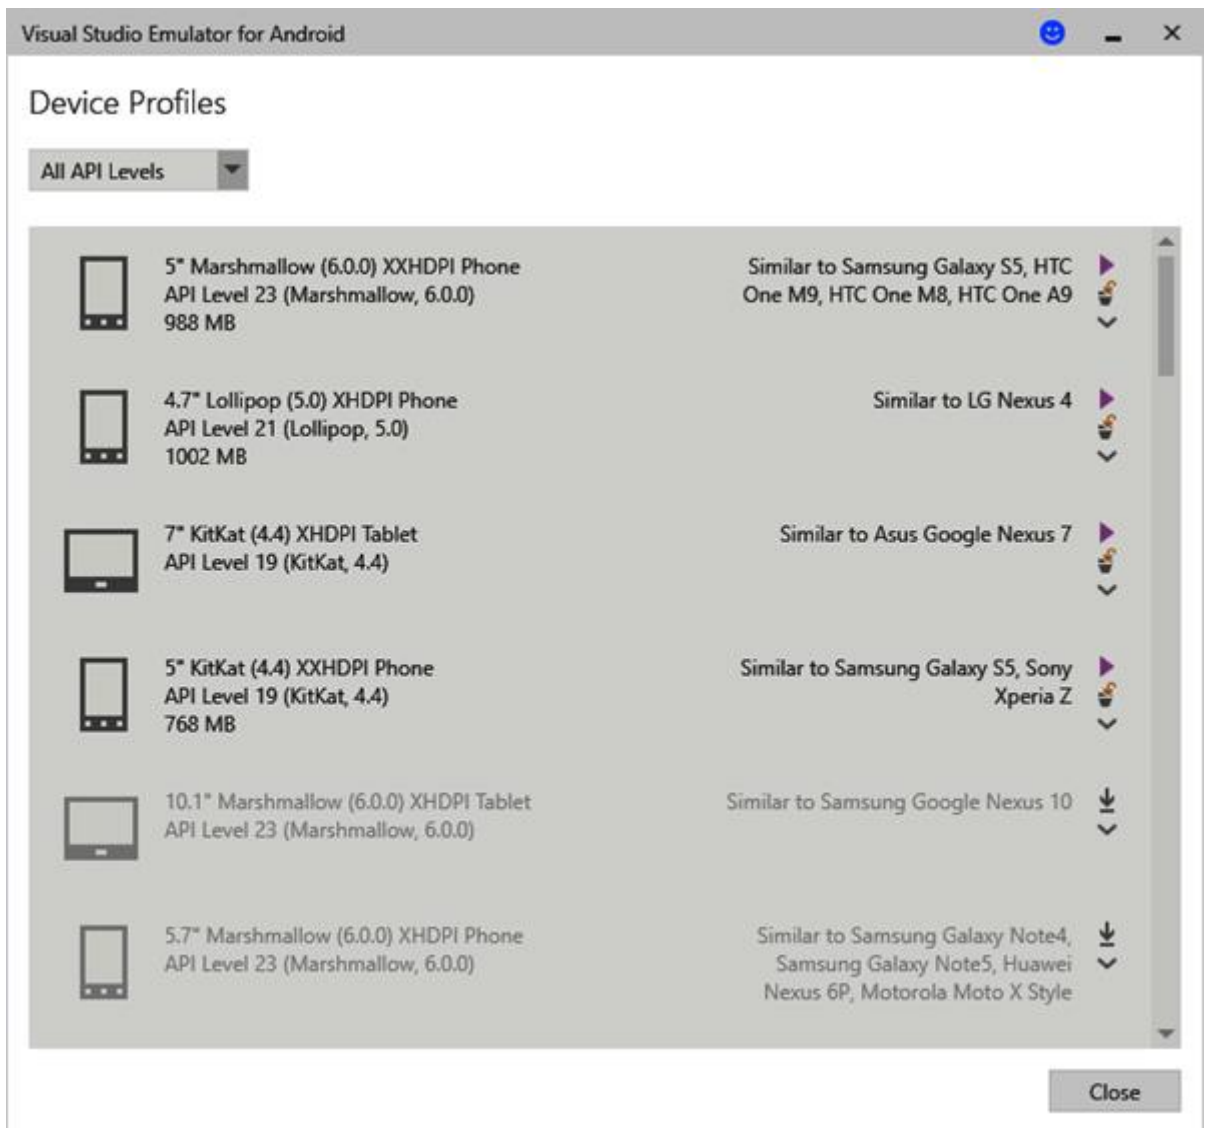 Visual Studio Emulator for Android
Device Profiles
All API Levels
5" Marshmallow (6.0.0) XXHDPI Phone
API Level 23 (Marshmallow, 6.0.0)
988 MB
Similar to Samsung Galaxy S5, HTC
One M9, HTC One M8, HTC One A9
4.7" Lollipop (5.0) XHDPI Phone
API Level 21 (Lollipop, 5.0)
1002 MB
Similar to LG Nexus 4
7" KitKat (4.4) XHDPI Tablet
API Level 19 (KitKat, 4.4)
Similar to Asus Google Nexus 7
5" KitKat (4.4) XXHDPI Phone
API Level 19 (KitKat, 4.4)
768 MB
Similar to Samsung Galaxy S5, Sony
Xperia Z
10.1" Marshmallow (6.0.0) XHDPI Tablet
API Level 23 (Marshmallow, 6.0.0)
Similar to Samsung Google Nexus 10
5.7" Marshmallow (6.0.0) XHDPI Phone
API Level 23 (Marshmallow, 6.0.0)
Similar to Samsung Galaxy Note4,
Samsung Galaxy Note5, Huawei
Nexus 6P, Motorola Moto X Style
Close